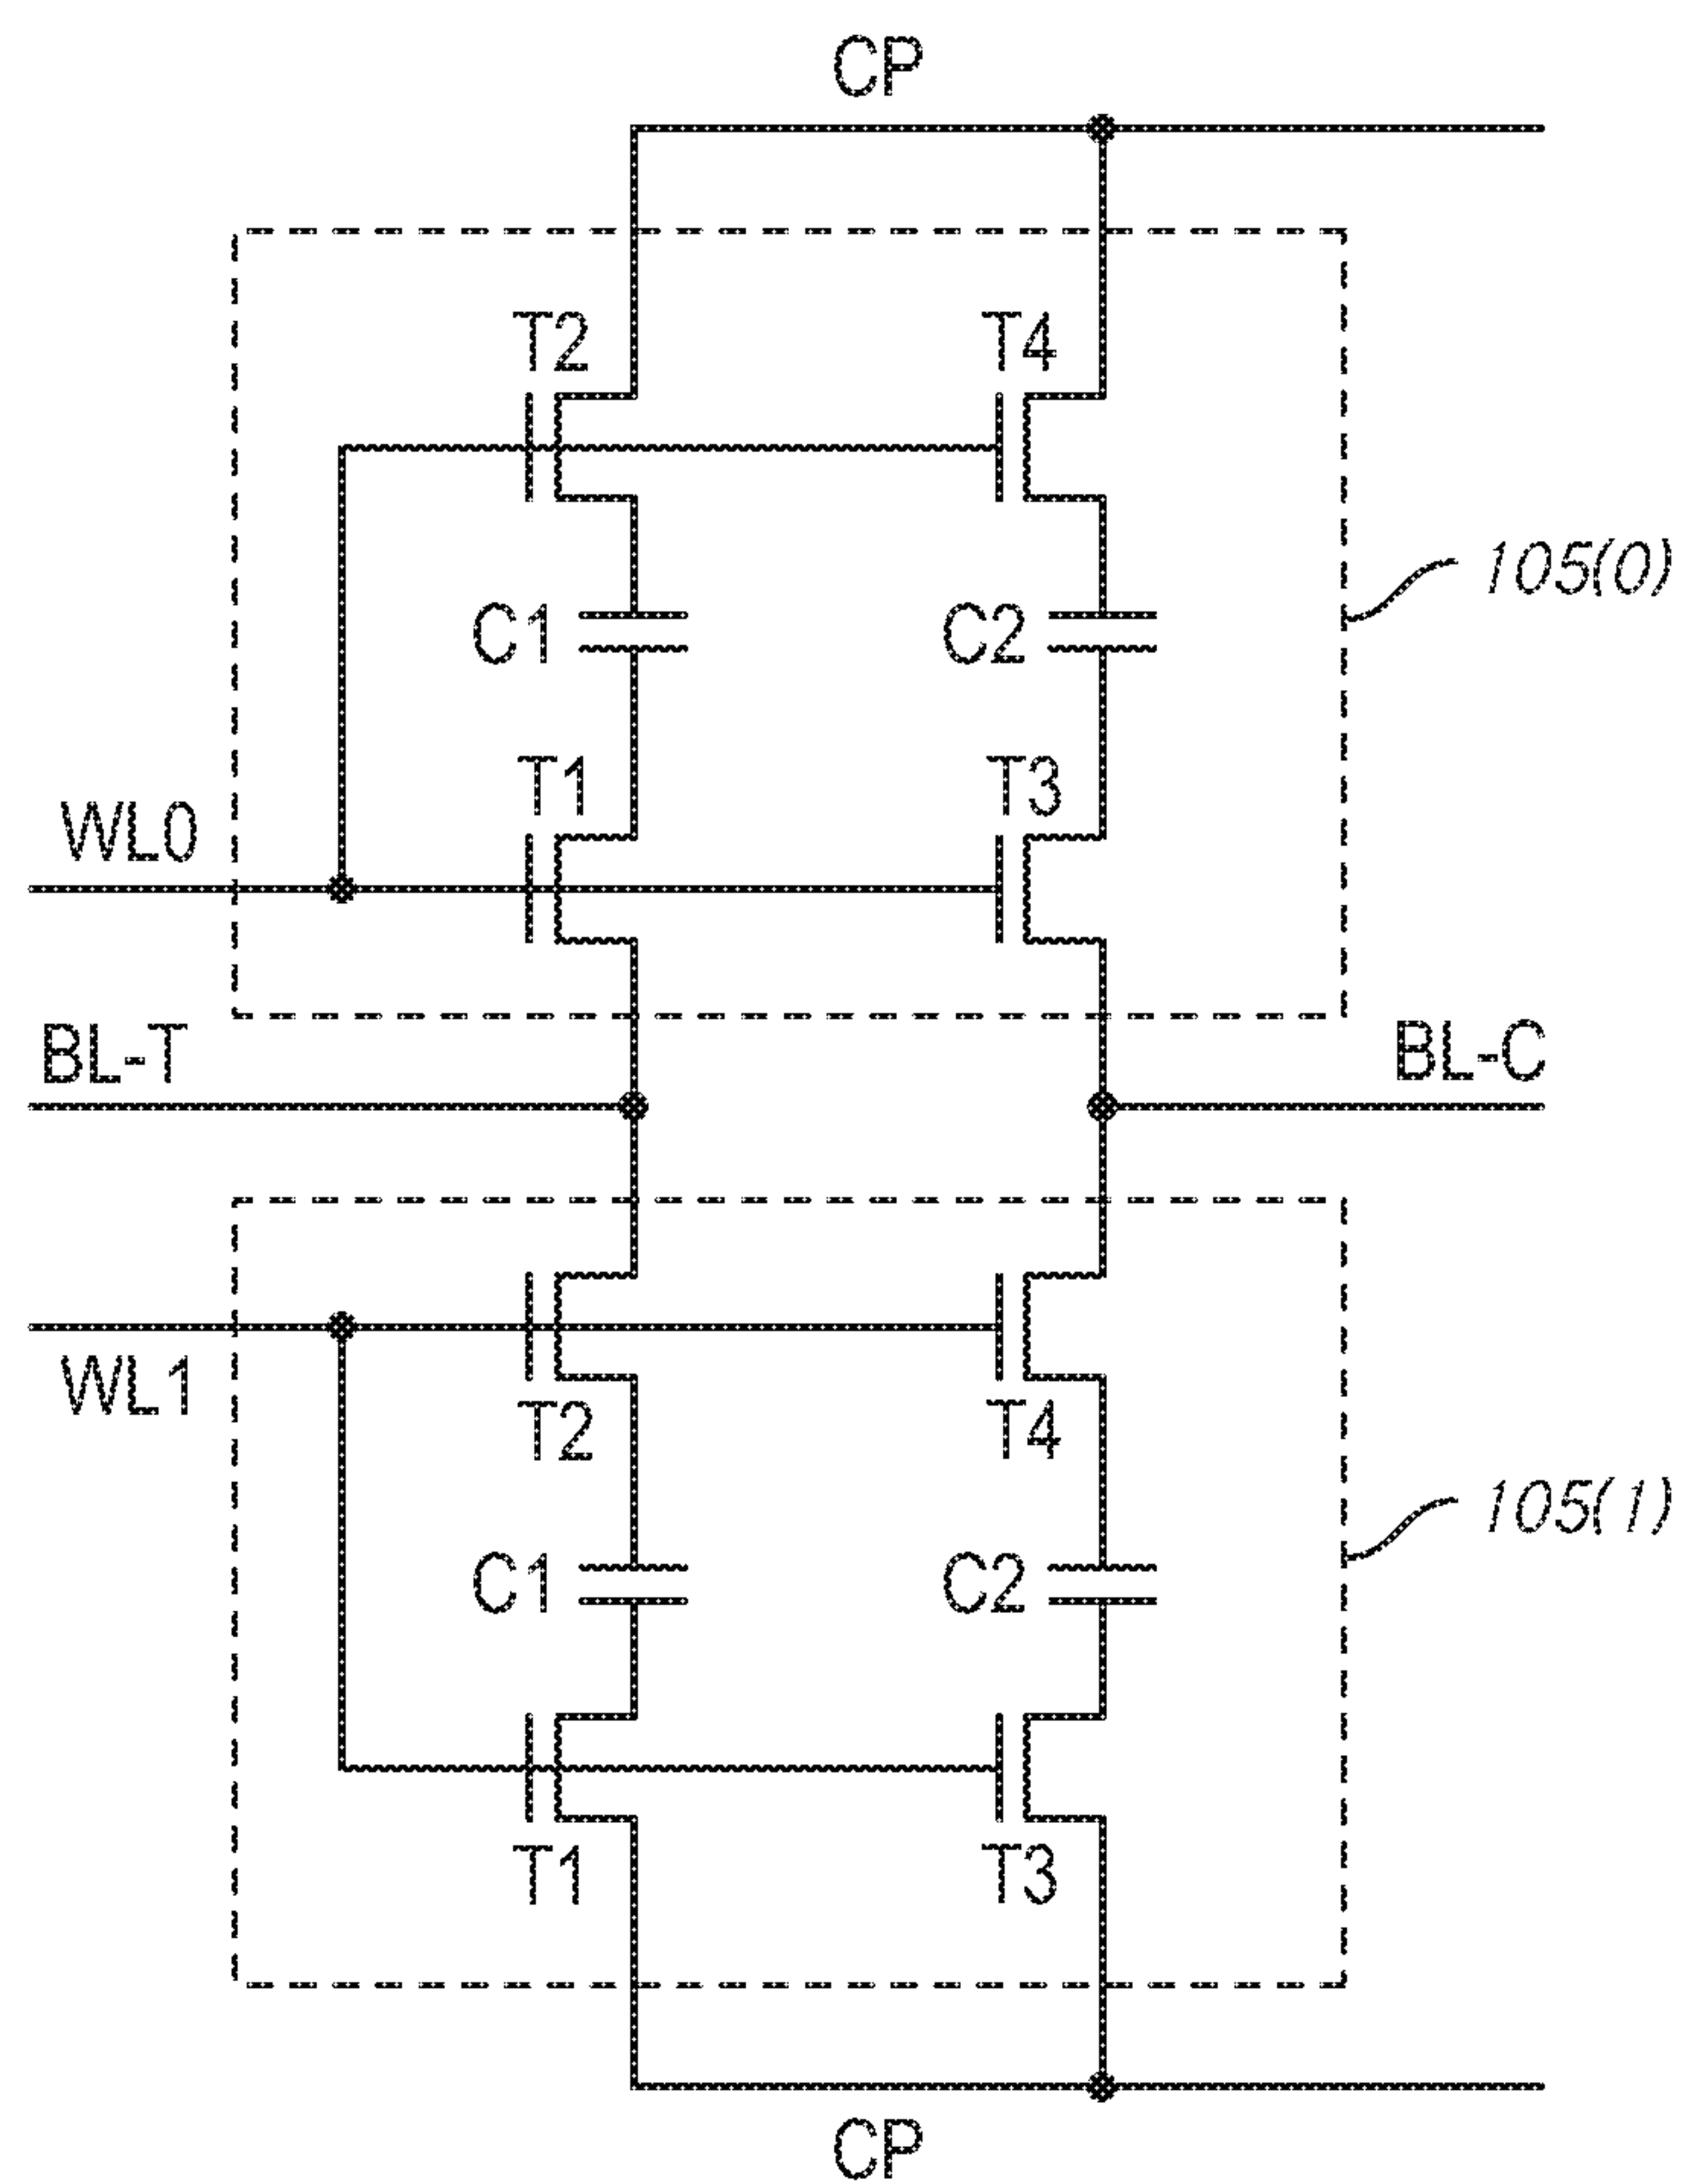 CP
T2 T4
C1 C2 105(0)
T1 T3
WL0
BL-T BL-C
WL1
T2 T4
C1 C2 105(1)
T1 T3
CP